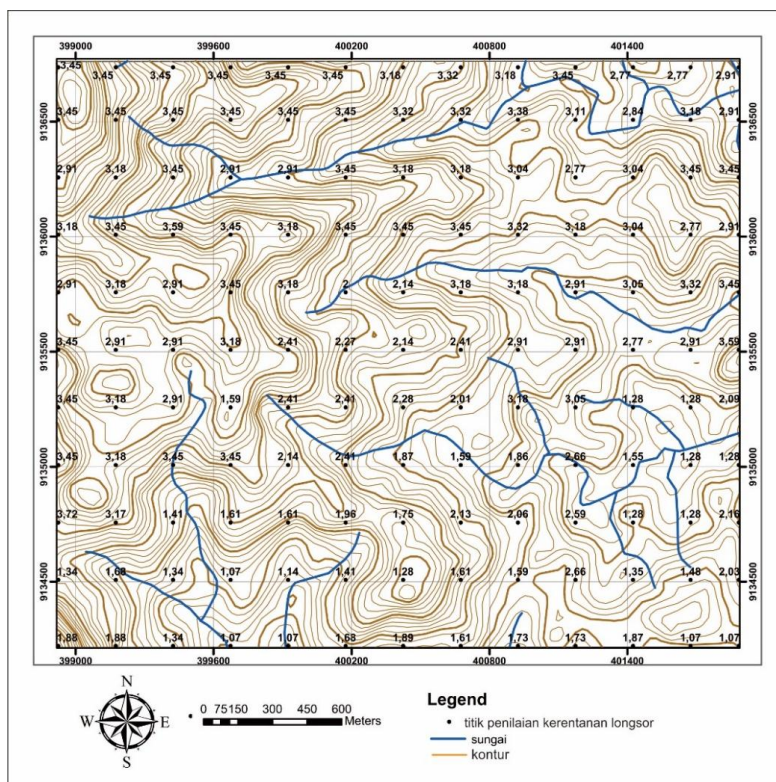 399000 399600 400200 400800 401400
3,45 3,45 3,45 3,45 3,45 3,45 3,18 3,32 3,18 3,45 2,77 2,77 2,91
9136500 3,45 3,45 3,45 3,45 3,45 3,45 3,32 3,32 3,38 3,11 2,84 3,18 2,91 9136500
2,91 3,18 3,45 2,91 2,91 3,45 3,18 3,18 3,04 2,77 3,04 3,45 3,45
9136000 3,18 3,45 3,59 3,45 3,18 3,45 3,45 3,45 3,32 3,18 3,04 2,77 2,91 9136000
2,91 3,18 2,91 3,45 3,18 2 2,14 3,18 3,18 2,91 3,05 3,32 3,45
9135500 3,45 2,91 2,91 3,18 2,41 2,27 2,14 2,41 2,91 2,91 2,77 2,91 3,59 9135500
3,45 3,18 2,91 1,59 2,41 2,41 2,28 2,01 3,18 3,05 1,28 1,28 2,09
9135000 3,45 3,18 3,45 3,45 2,14 2,41 1,87 1,59 1,86 2,66 1,55 1,28 1,28 9135000
3,72 3,17 1,41 1,61 1,61 1,96 1,75 2,13 2,06 2,59 1,28 1,28 2,16
9134500 1,34 1,68 1,34 1,07 1,14 1,41 1,28 1,61 1,59 2,66 1,35 1,48 2,03 9134500
1,88 1,88 1,34 1,07 1,07 1,68 1,89 1,61 1,73 1,73 1,87 1,07 1,07
399000 399600 400200 400800 401400
N
W E
S
0 75 150 300 450 600
Meters
Legend
titik penilaian kerentanan longsor
sungai
kontur